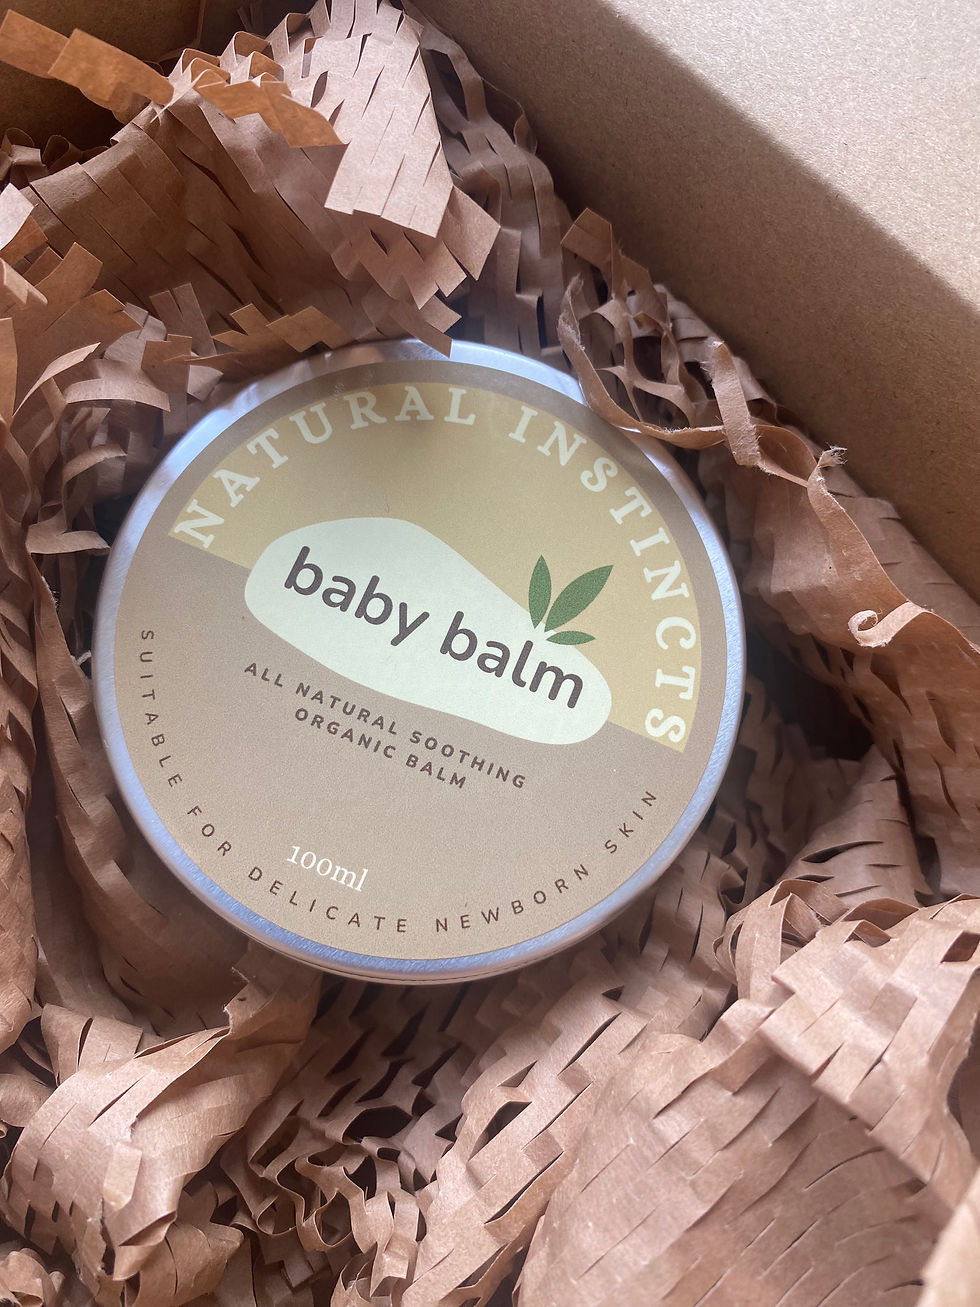 NATURAL INSTINCTS
baby balm
ALL NATURAL SOOTHING
ORGANIC BALM
100ml
SUITABLE FOR DELICATE NEWBORN SKIN